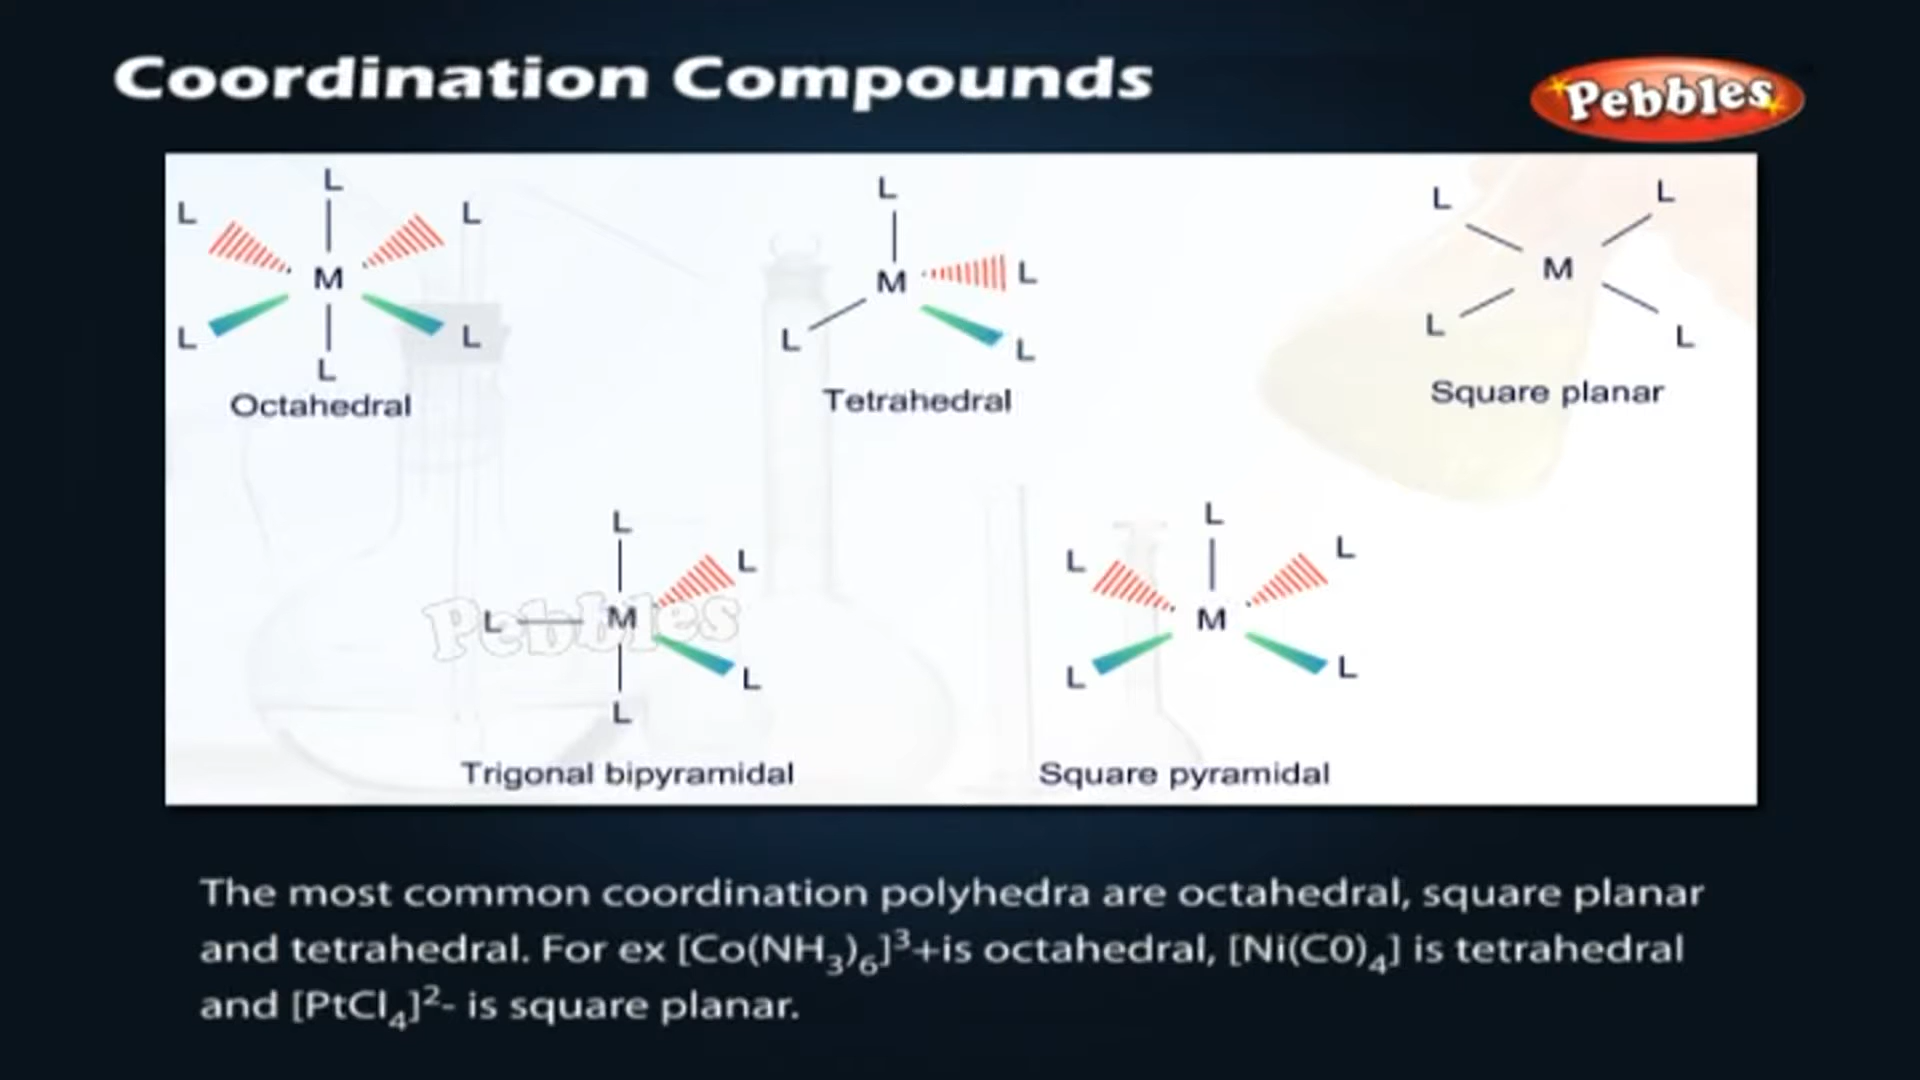 Coordination Compounds
Pebbles
L
L L
M
L L
L
Octahedral
L
M L
L L
Tetrahedral
L L
M
L L
Square planar
L
L
L M
L
L
Trigonal bipyramidal
Pebbles
L
L L
M
L L
Square pyramidal
The most common coordination polyhedra are octahedral, square planar
and tetrahedral. For ex [Co(NH₃)₆]³+is octahedral, [Ni(C0)₄] is tetrahedral
and [PtCl₄]²- is square planar.